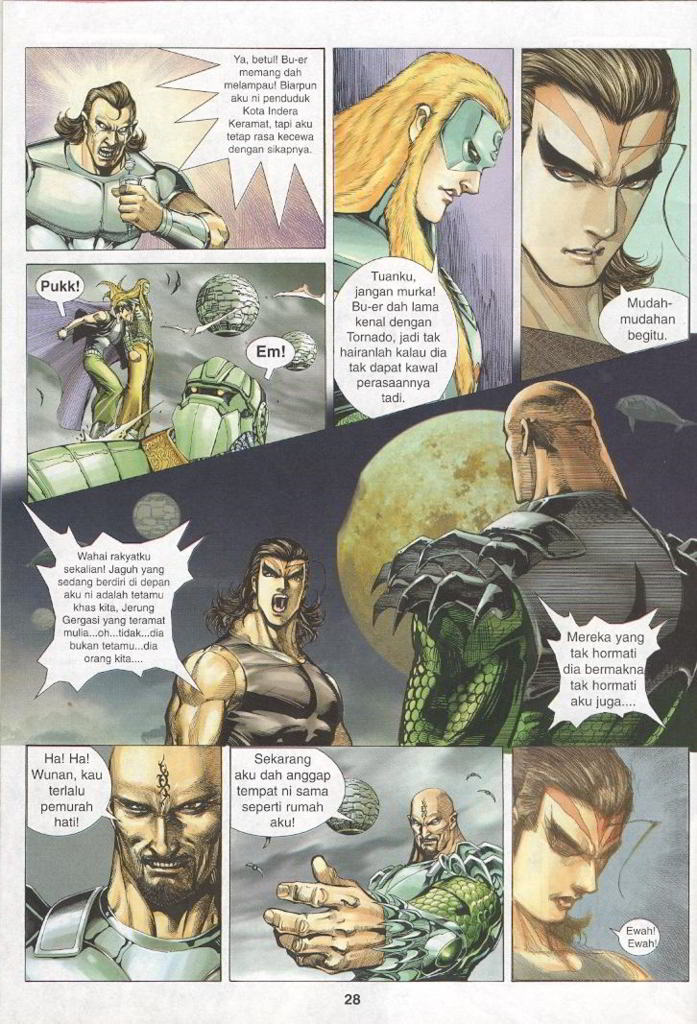 Ya, betul! Bu-er
memang dah
melampau! Biarpun
aku ni penduduk
Kota Indera
Keramat, tapi aku
tetap rasa kecewa
dengan sikapnya.
Tuanku,
jangan murka!
Bu-er dah lama
kenal dengan
Tornado, jadi tak
hairanlah kalau dia
tak dapat kawal
perasaannya
tadi.
Mudah-
mudahan
begitu.
Pukk!
Em!
Wahai rakyatku
sekalian! Jaguh yang
sedang berdiri di depan
aku ni adalah tetamu
khas kita, Jerung
Gergasi yang teramat
mulia...oh...tidak...dia
bukan tetamu...dia
orang kita....
Mereka yang
tak hormati
dia bermakna
tak hormati
aku juga....
Ha! Ha!
Wunan, kau
terlalu
pemurah
hati!
Sekarang
aku dah anggap
tempat ni sama
seperti rumah
aku!
Ewah!
Ewah!
28